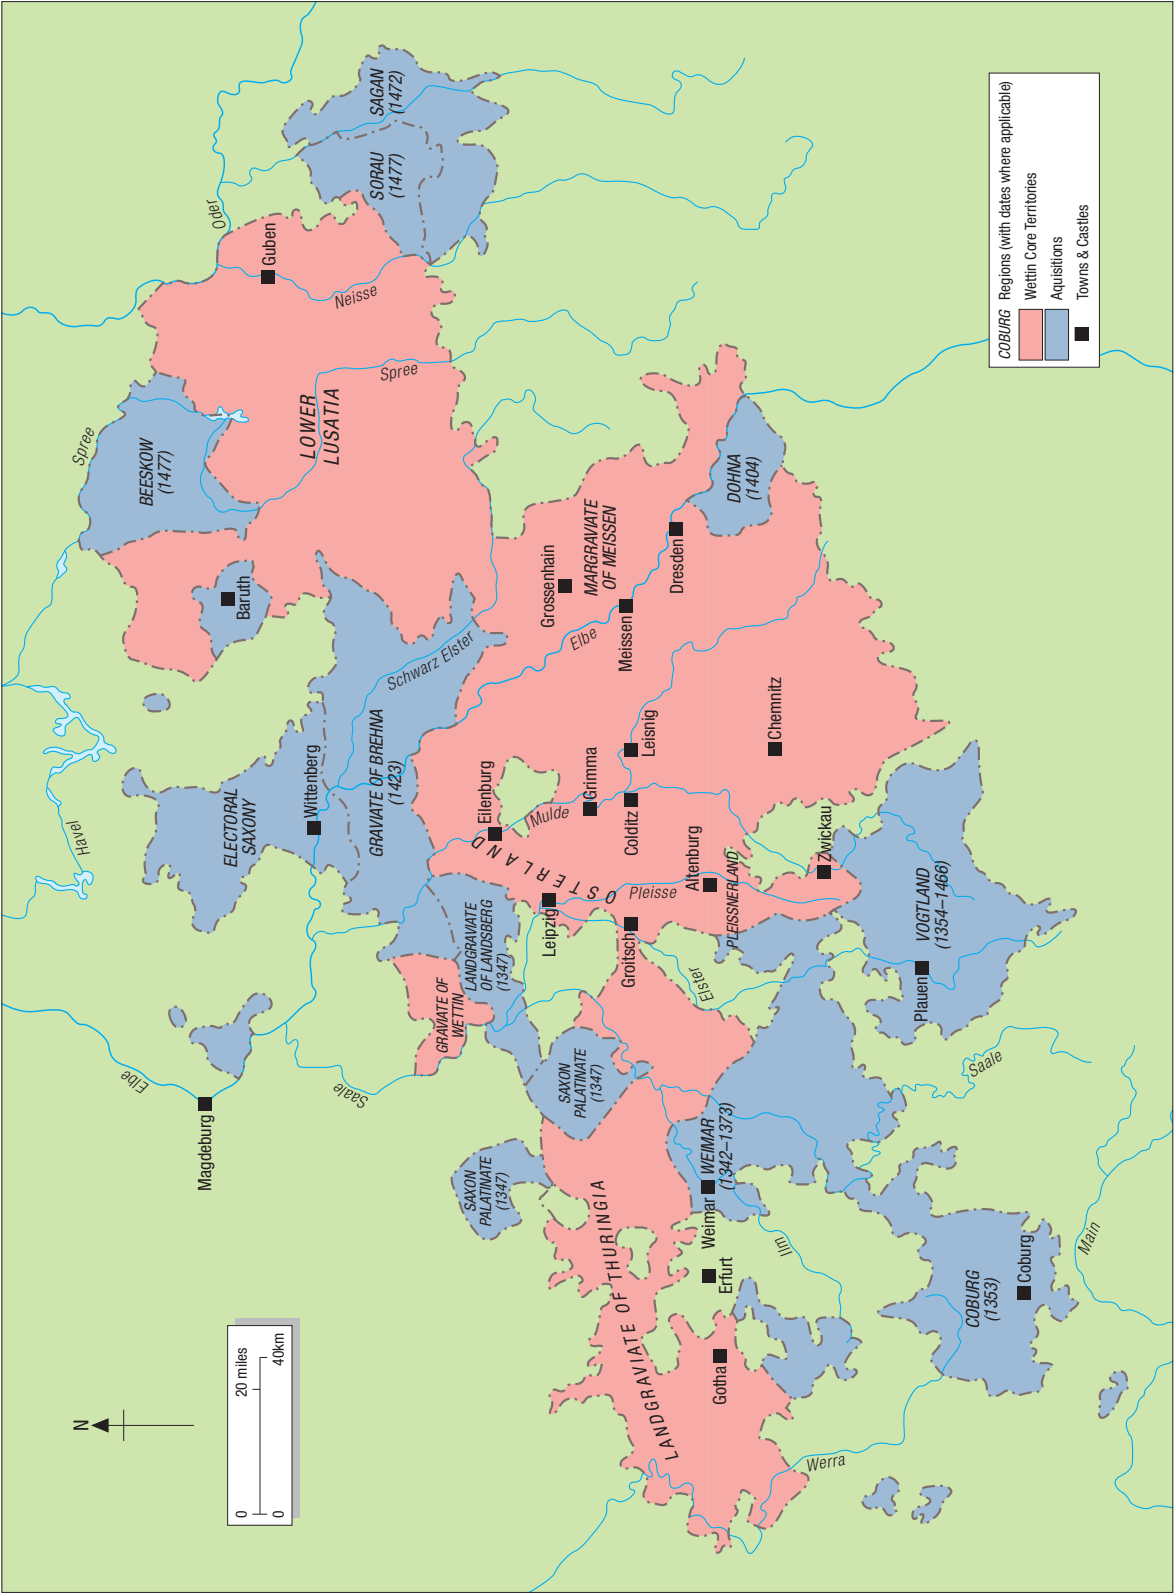 N
0 20 miles
0 40km
Elbe
Havel
Spree
Magdeburg
Saale
ELECTORAL
SAXONY
Baruth
BEESKOW
(1477)
Oder
Guben
Wittenberg
LOWER
LUSATIA
Neisse
Spree
SORAU
(1477)
SAGAN
(1472)
GRAVIATE OF BREHNA
(1423)
Schwarz Elster
GRAVIATE OF
WETTIN
LANDGRAVIATE
OF LANDSBERG
(1347)
SAXON
PALATINATE
(1347)
SAXON
PALATINATE
(1347)
Eilenburg
OSTERLAND
Leipzig
Mulde
Grimma
Grossenhain
MARGRAVIATE
OF MEISSEN
Elbe
Meissen
Dresden
DOHNA
(1404)
LANDGRAVIATE OF THURINGIA
Groitsch
Pleisse
Colditz
Leisnig
Altenburg
PLEISSNERLAND
Elster
Chemnitz
Zwickau
Gotha
Erfurt
Weimar
WEIMAR
(1342–1373)
Ilm
Werra
Plauen
VOGTLAND
(1354–1466)
Saale
COBURG
(1353)
Coburg
Main
COBURG Regions (with dates where applicable)
Wettin Core Territories
Aquisitions
Towns & Castles